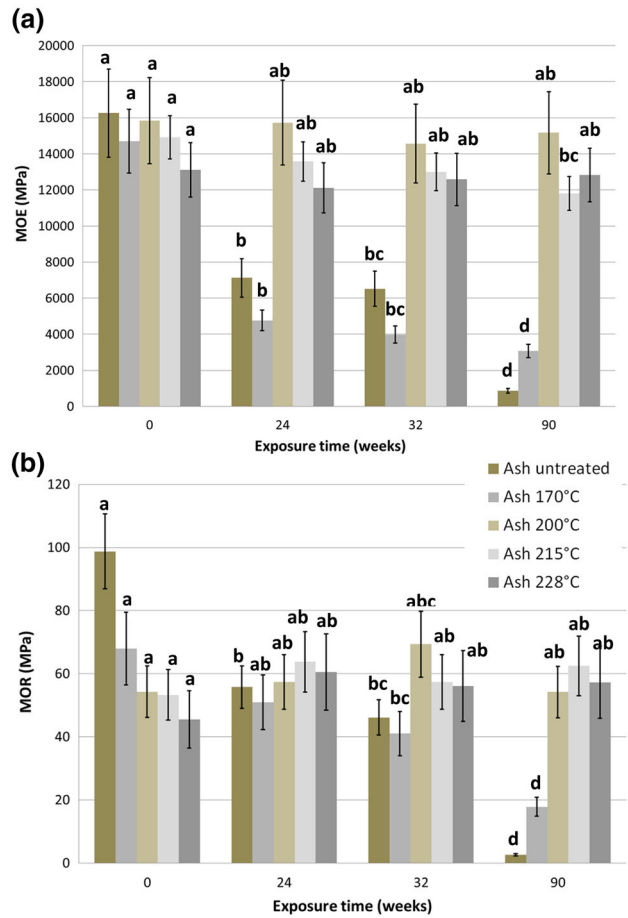 (a)
20000
18000
16000
14000
12000
10000
8000
6000
4000
2000
0
MOE (MPa)
a a a a a
b b ab ab ab
bc bc ab ab ab
d d ab bc ab
0 24 32 90
Exposure time (weeks)
(b)
120
100
80
60
40
20
0
MOR (MPa)
Ash untreated
Ash 170°C
Ash 200°C
Ash 215°C
Ash 228°C
a a a a a
b ab ab ab ab
bc bc abc ab ab
d d ab ab ab
0 24 32 90
Exposure time (weeks)